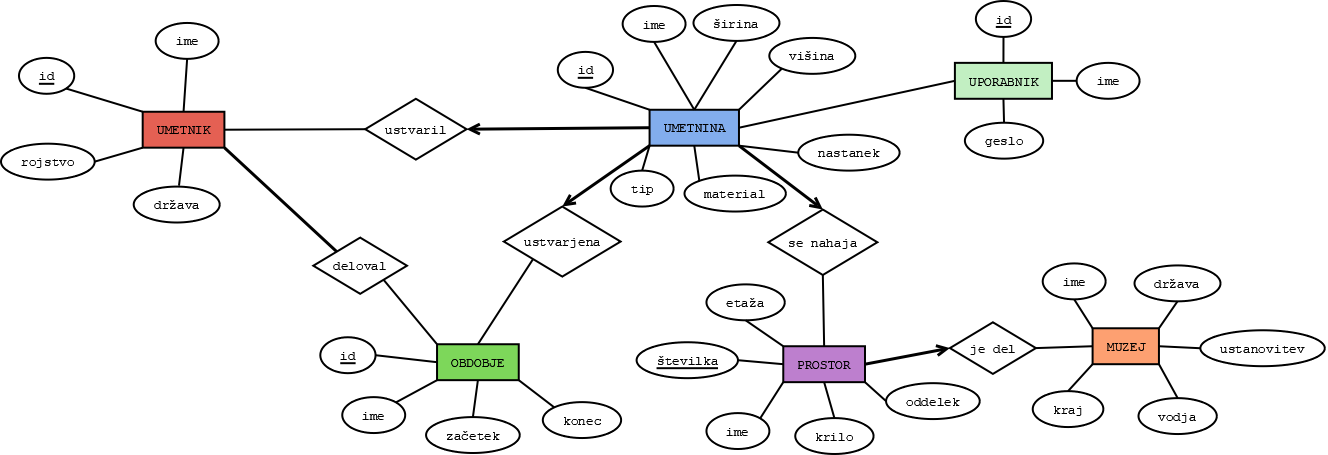 id
ime
širina
ime
višina
id
id
ime
UPORABNIK
UMETNIK
ustvaril
UMETNINA
geslo
rojstvo
nastanek
država
tip
material
ustvarjena
se nahaja
deloval
ime
država
etaža
id
številka
OBDOBJE
PROSTOR
je del
MUZEJ
ustanovitev
ime
začetek
konec
ime
krilo
oddelek
kraj
vodja